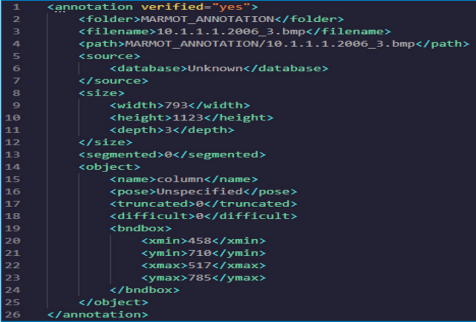 1 <annotation verified="yes">
2 <folder>MARMOT_ANNOTATION</folder>
3 <filename>10.1.1.1.2006_3.bmp</filename>
4 <path>MARMOT_ANNOTATION/10.1.1.1.2006_3.bmp</path>
5 <source>
6 <database>Unknown</database>
7 </source>
8 <size>
9 <width>793</width>
10 <height>1123</height>
11 <depth>3</depth>
12 </size>
13 <segmented>0</segmented>
14 <object>
15 <name>column</name>
16 <pose>Unspecified</pose>
17 <truncated>0</truncated>
18 <difficult>0</difficult>
19 <bndbox>
20 <xmin>458</xmin>
21 <ymin>710</ymin>
22 <xmax>517</xmax>
23 <ymax>785</ymax>
24 </bndbox>
25 </object>
26 </annotation>